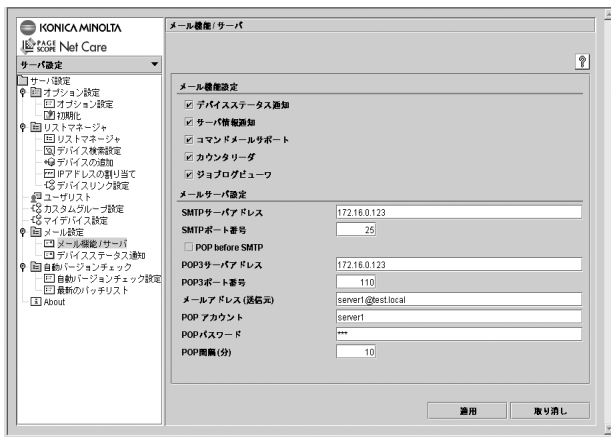 KONICA MINOLTA
PAGE SCOPE Net Care
サーバ設定
サーバ設定
オプション設定
オプション設定
初期化
リストマネージャ
リストマネージャ
デバイス検索設定
デバイスの追加
IPアドレスの割り当て
デバイスリンク設定
ユーザリスト
カスタムグループ設定
マイデバイス設定
メール設定
メール機能/サーバ
デバイスステータス通知
自動バージョンチェック
自動バージョンチェック設定
最新のパッチリスト
About
メール機能/サーバ
?
メール機能設定
デバイスステータス通知
サーバ情報通知
コマンドメールサポート
カウンタリーダ
ジョブログビューワ
メールサーバ設定
SMTPサーバアドレス 172.16.0.123
SMTPポート番号 25
POP before SMTP
POP3サーバアドレス 172.16.0.123
POP3ポート番号 110
メールアドレス(送信元) server1@test.local
POP アカウント server1
POPパスワード ***
POP間隔(分) 10
適用 取り消し